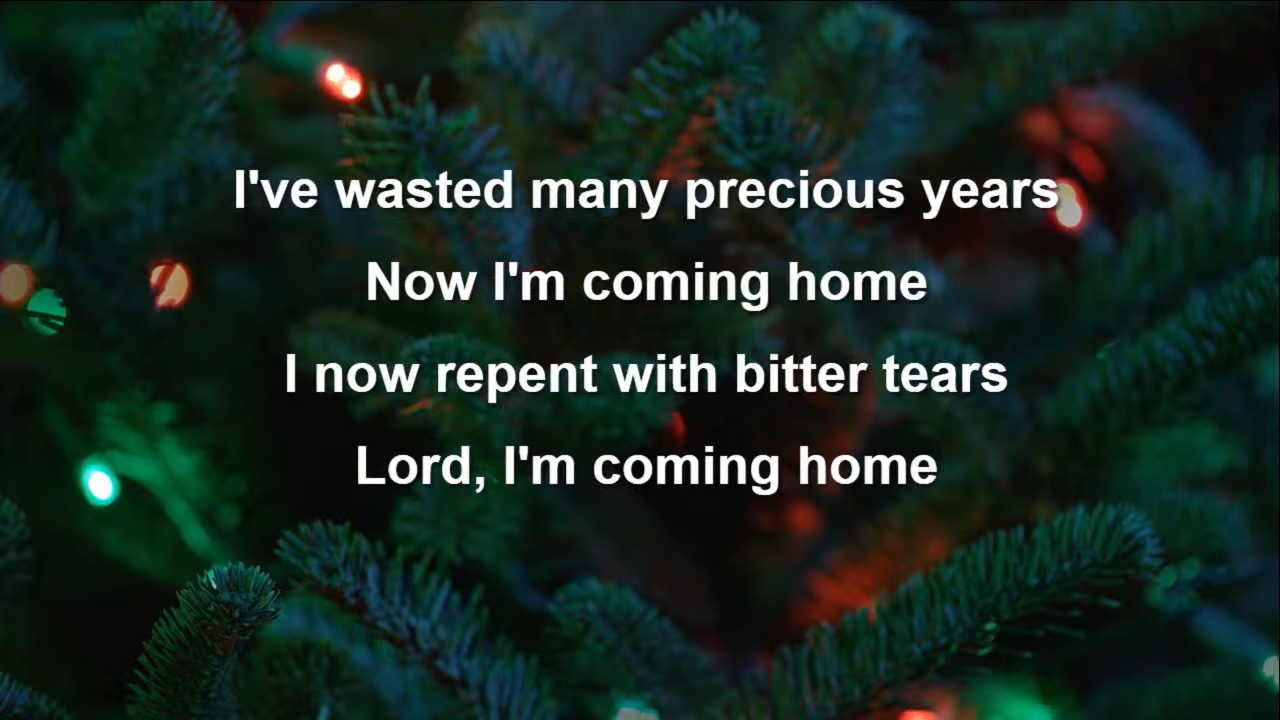 I've wasted many precious years
Now I'm coming home
I now repent with bitter tears
Lord, I'm coming home